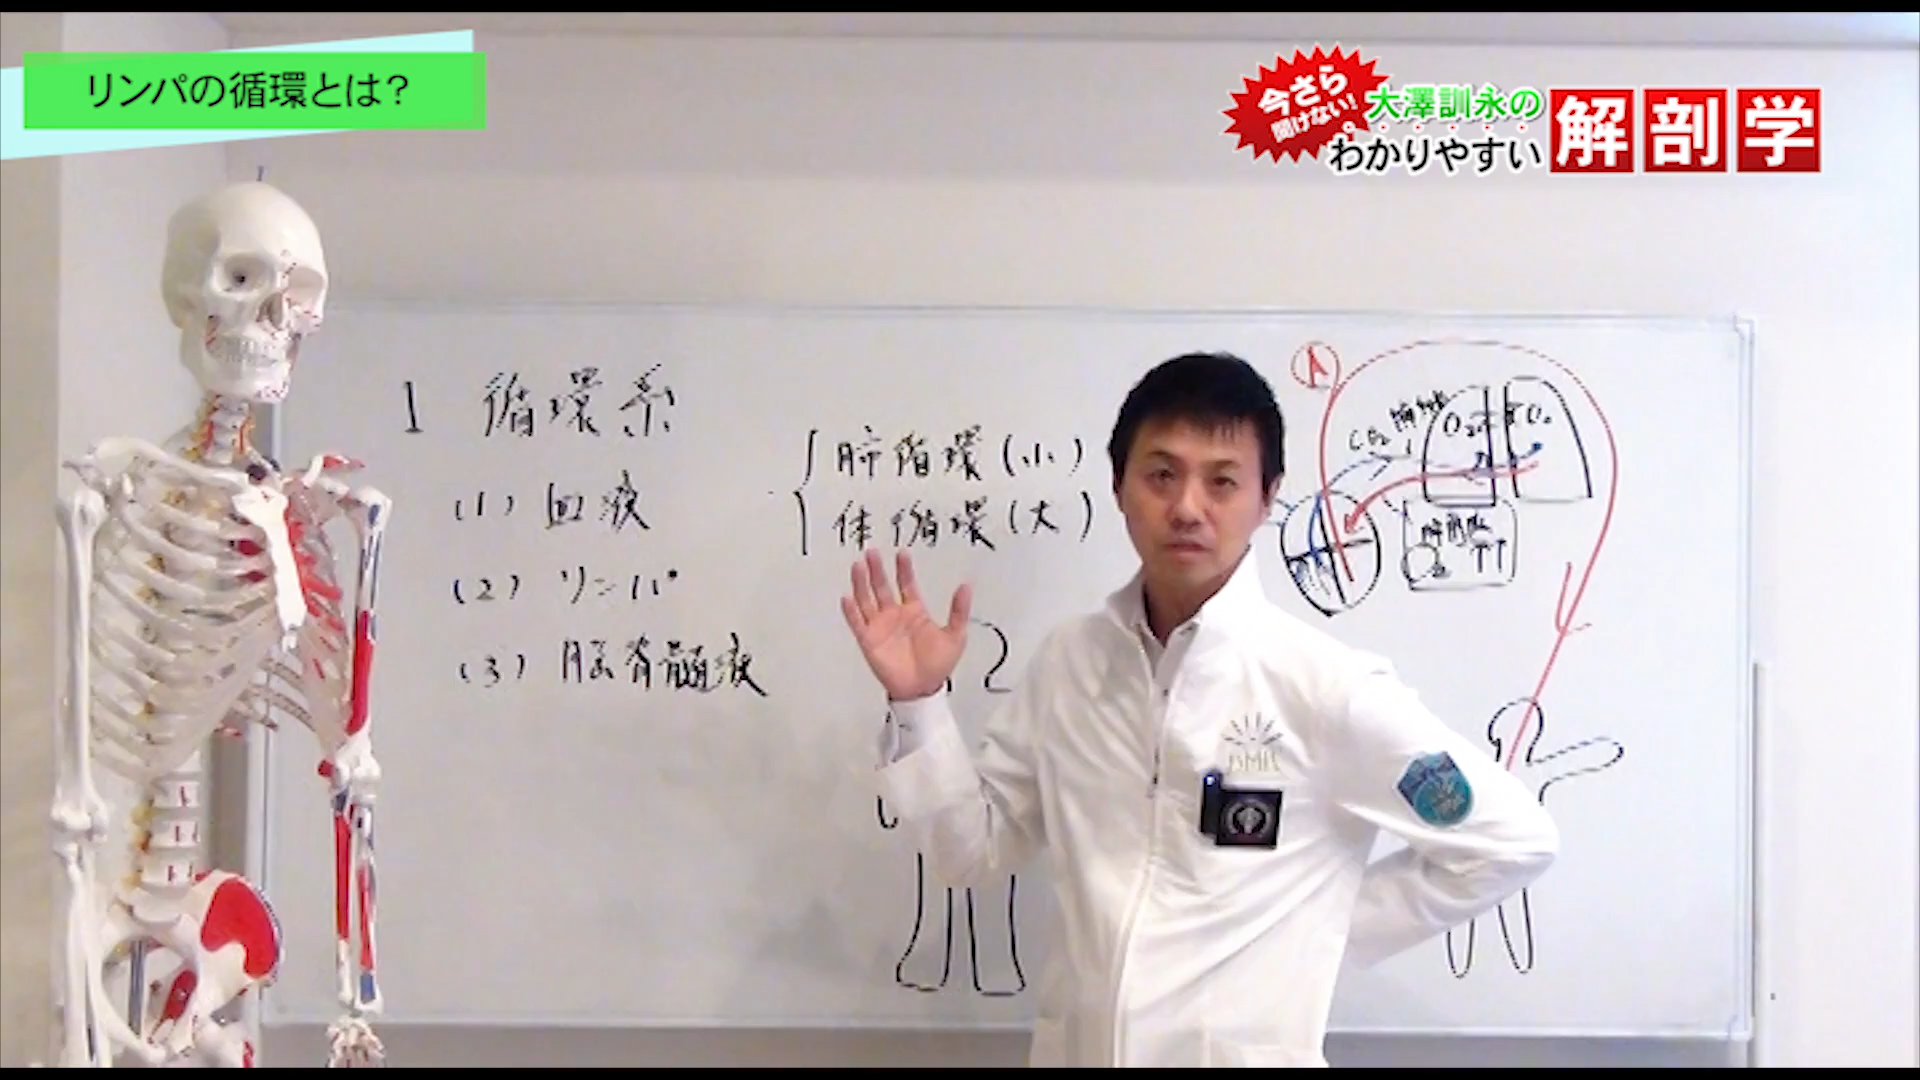 リンパの循環とは?
今さら
聞けない!
大澤訓永の
わかりやすい
解剖学
1 循環系
(1) 血液
(2) リンパ
(3) 脳脊髄液
肺循環(小)
体循環(大)
A
CO₂
BMA